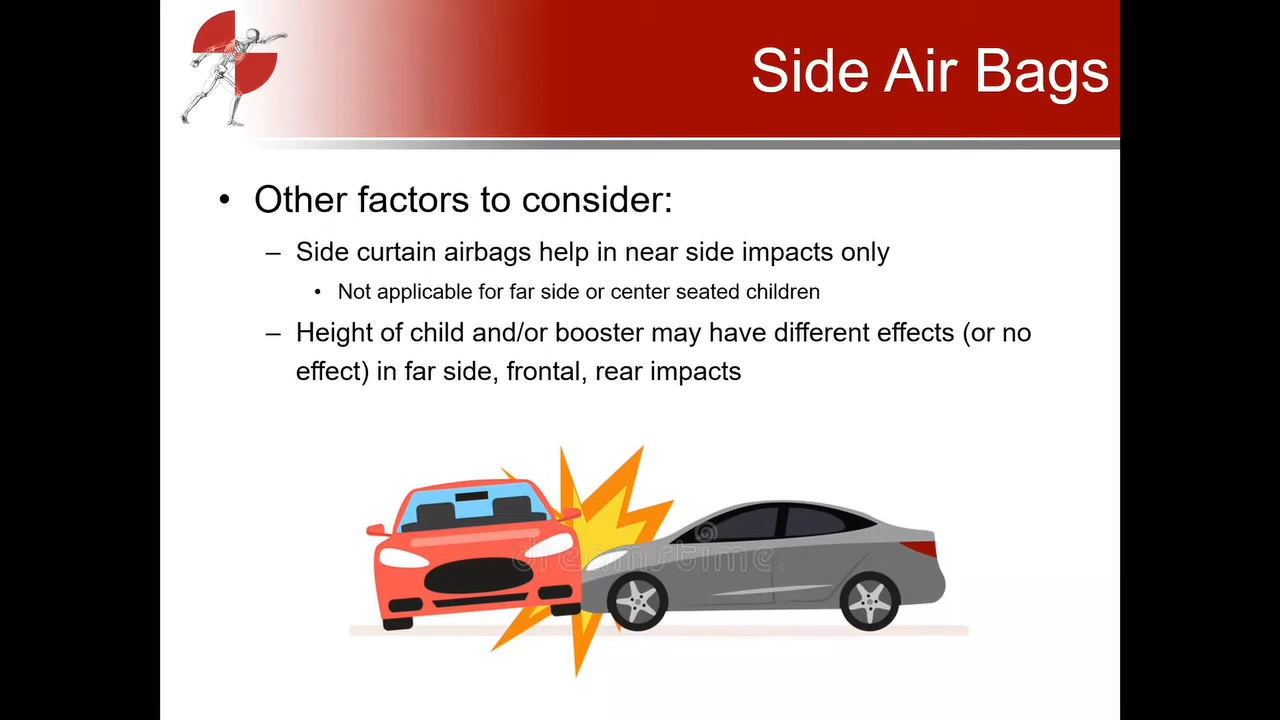 Side Air Bags
• Other factors to consider:
– Side curtain airbags help in near side impacts only
• Not applicable for far side or center seated children
– Height of child and/or booster may have different effects (or no
effect) in far side, frontal, rear impacts
dreamstime